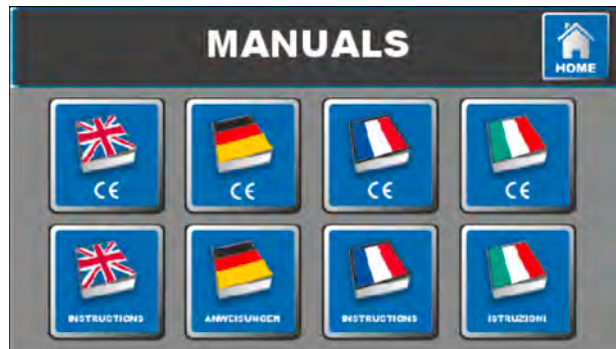 MANUALS
HOME
CE CE CE CE
INSTRUCTIONS ANWEISUNGEN INSTRUCTIONS ISTRUZIONI